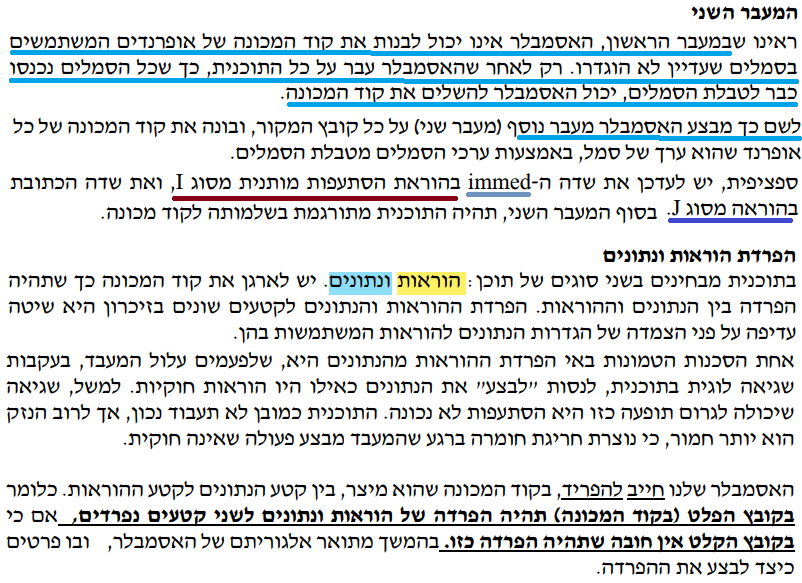 המעבר השני
ראינו שבמעבר הראשון, האסמבלר אינו יכול לבנות את קוד המכונה של אופרנדים המשתמשים
בסמלים שעדיין לא הוגדרו. רק לאחר שהאסמבלר עבר על כל התוכנית, כך שכל הסמלים נכנסו
כבר לטבלת הסמלים, יכול האסמבלר להשלים את קוד המכונה.
לשם כך מבצע האסמבלר מעבר נוסף (מעבר שני) על כל קובץ המקור, ובונה את קוד המכונה של כל
אופרנד שהוא ערך של סמל, באמצעות ערכי הסמלים מטבלת הסמלים.
ספציפית, יש לעדכן את שדה ה-immed בהוראת הסתעפות מותנית מסוג I, ואת שדה הכתובת
בהוראה מסוג J. בסוף המעבר השני, תהיה התוכנית מתורגמת בשלמותה לקוד מכונה.
הפרדת הוראות ונתונים
בתוכנית מבחינים בשני סוגים של תוכן: הוראות ונתונים. יש לארגן את קוד המכונה כך שתהיה
הפרדה בין הנתונים וההוראות. הפרדת ההוראות והנתונים לקטעים שונים בזיכרון היא שיטה
עדיפה על פני הצמדה של הגדרות הנתונים להוראות המשתמשות בהן.
אחת הסכנות הטמונות באי הפרדת ההוראות מהנתונים היא, שלפעמים עלול המעבד, בעקבות
שגיאה לוגית בתוכנית, לנסות "לבצע" את הנתונים כאילו היו הוראות חוקיות. למשל, שגיאה
שיכולה לגרום תופעה כזו היא הסתעפות לא נכונה. התוכנית כמובן לא תעבוד נכון, אך לרוב הנזק
הוא יותר חמור, כי נוצרת חריגת חומרה ברגע שהמעבד מבצע פעולה שאינה חוקית.
האסמבלר שלנו חייב להפריד, בקוד המכונה שהוא מיצר, בין קטע הנתונים לקטע ההוראות. כלומר
בקובץ הפלט (בקוד המכונה) תהיה הפרדה של הוראות ונתונים לשני קטעים נפרדים, אם כי
בקובץ הקלט אין חובה שתהיה הפרדה כזו. בהמשך מתואר אלגוריתם של האסמבלר, ובו פרטים
כיצד לבצע את ההפרדה.